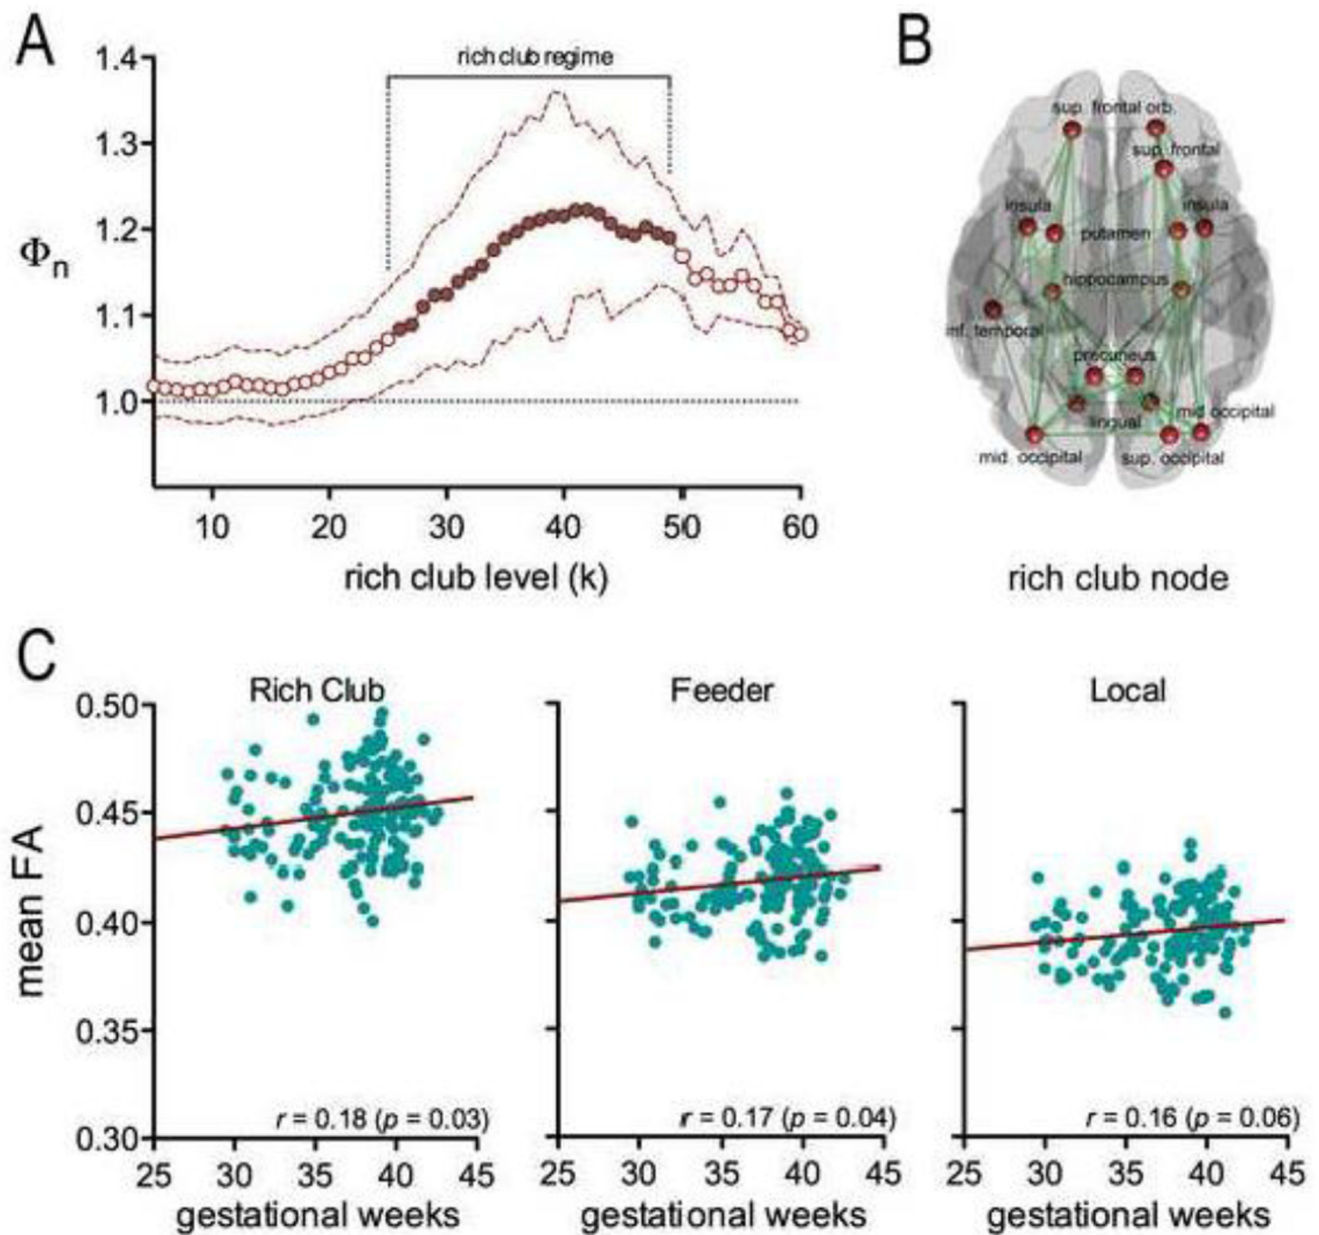 A
B
1.4
rich club regime
1.3
1.2
Φn
1.1
1.0
10 20 30 40 50 60
rich club level (k)
sup. frontal orb.
sup. frontal
insula insula
putamen
hippocampus
inf. temporal
precuneus
mid occipital
lingual
mid. occipital sup. occipital
rich club node
C
Rich Club Feeder Local
0.50
0.45
0.40
0.35
0.30
mean FA
r = 0.18 (p = 0.03) r = 0.17 (p = 0.04) r = 0.16 (p = 0.06)
25 30 35 40 45 25 30 35 40 45 25 30 35 40 45
gestational weeks gestational weeks gestational weeks